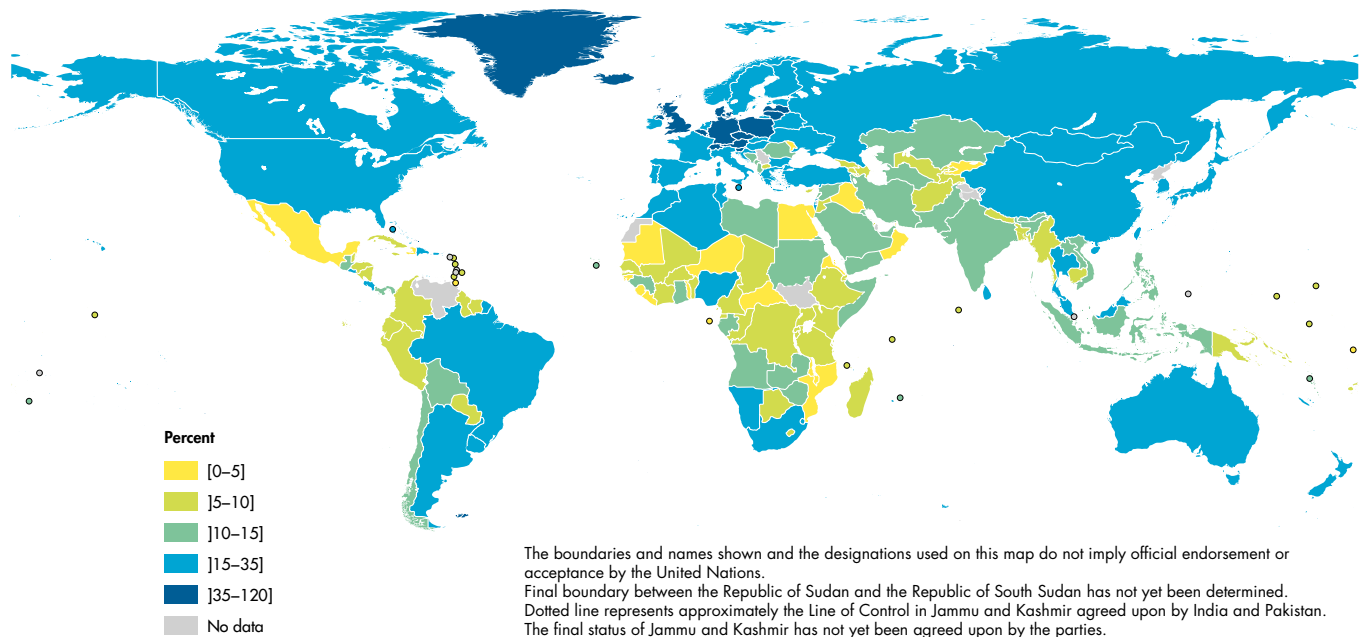 Percent
[0–5]
]5–10]
]10–15]
]15–35]
]35–120]
No data
The boundaries and names shown and the designations used on this map do not imply official endorsement or
acceptance by the United Nations.
Final boundary between the Republic of Sudan and the Republic of South Sudan has not yet been determined.
Dotted line represents approximately the Line of Control in Jammu and Kashmir agreed upon by India and Pakistan.
The final status of Jammu and Kashmir has not yet been agreed upon by the parties.